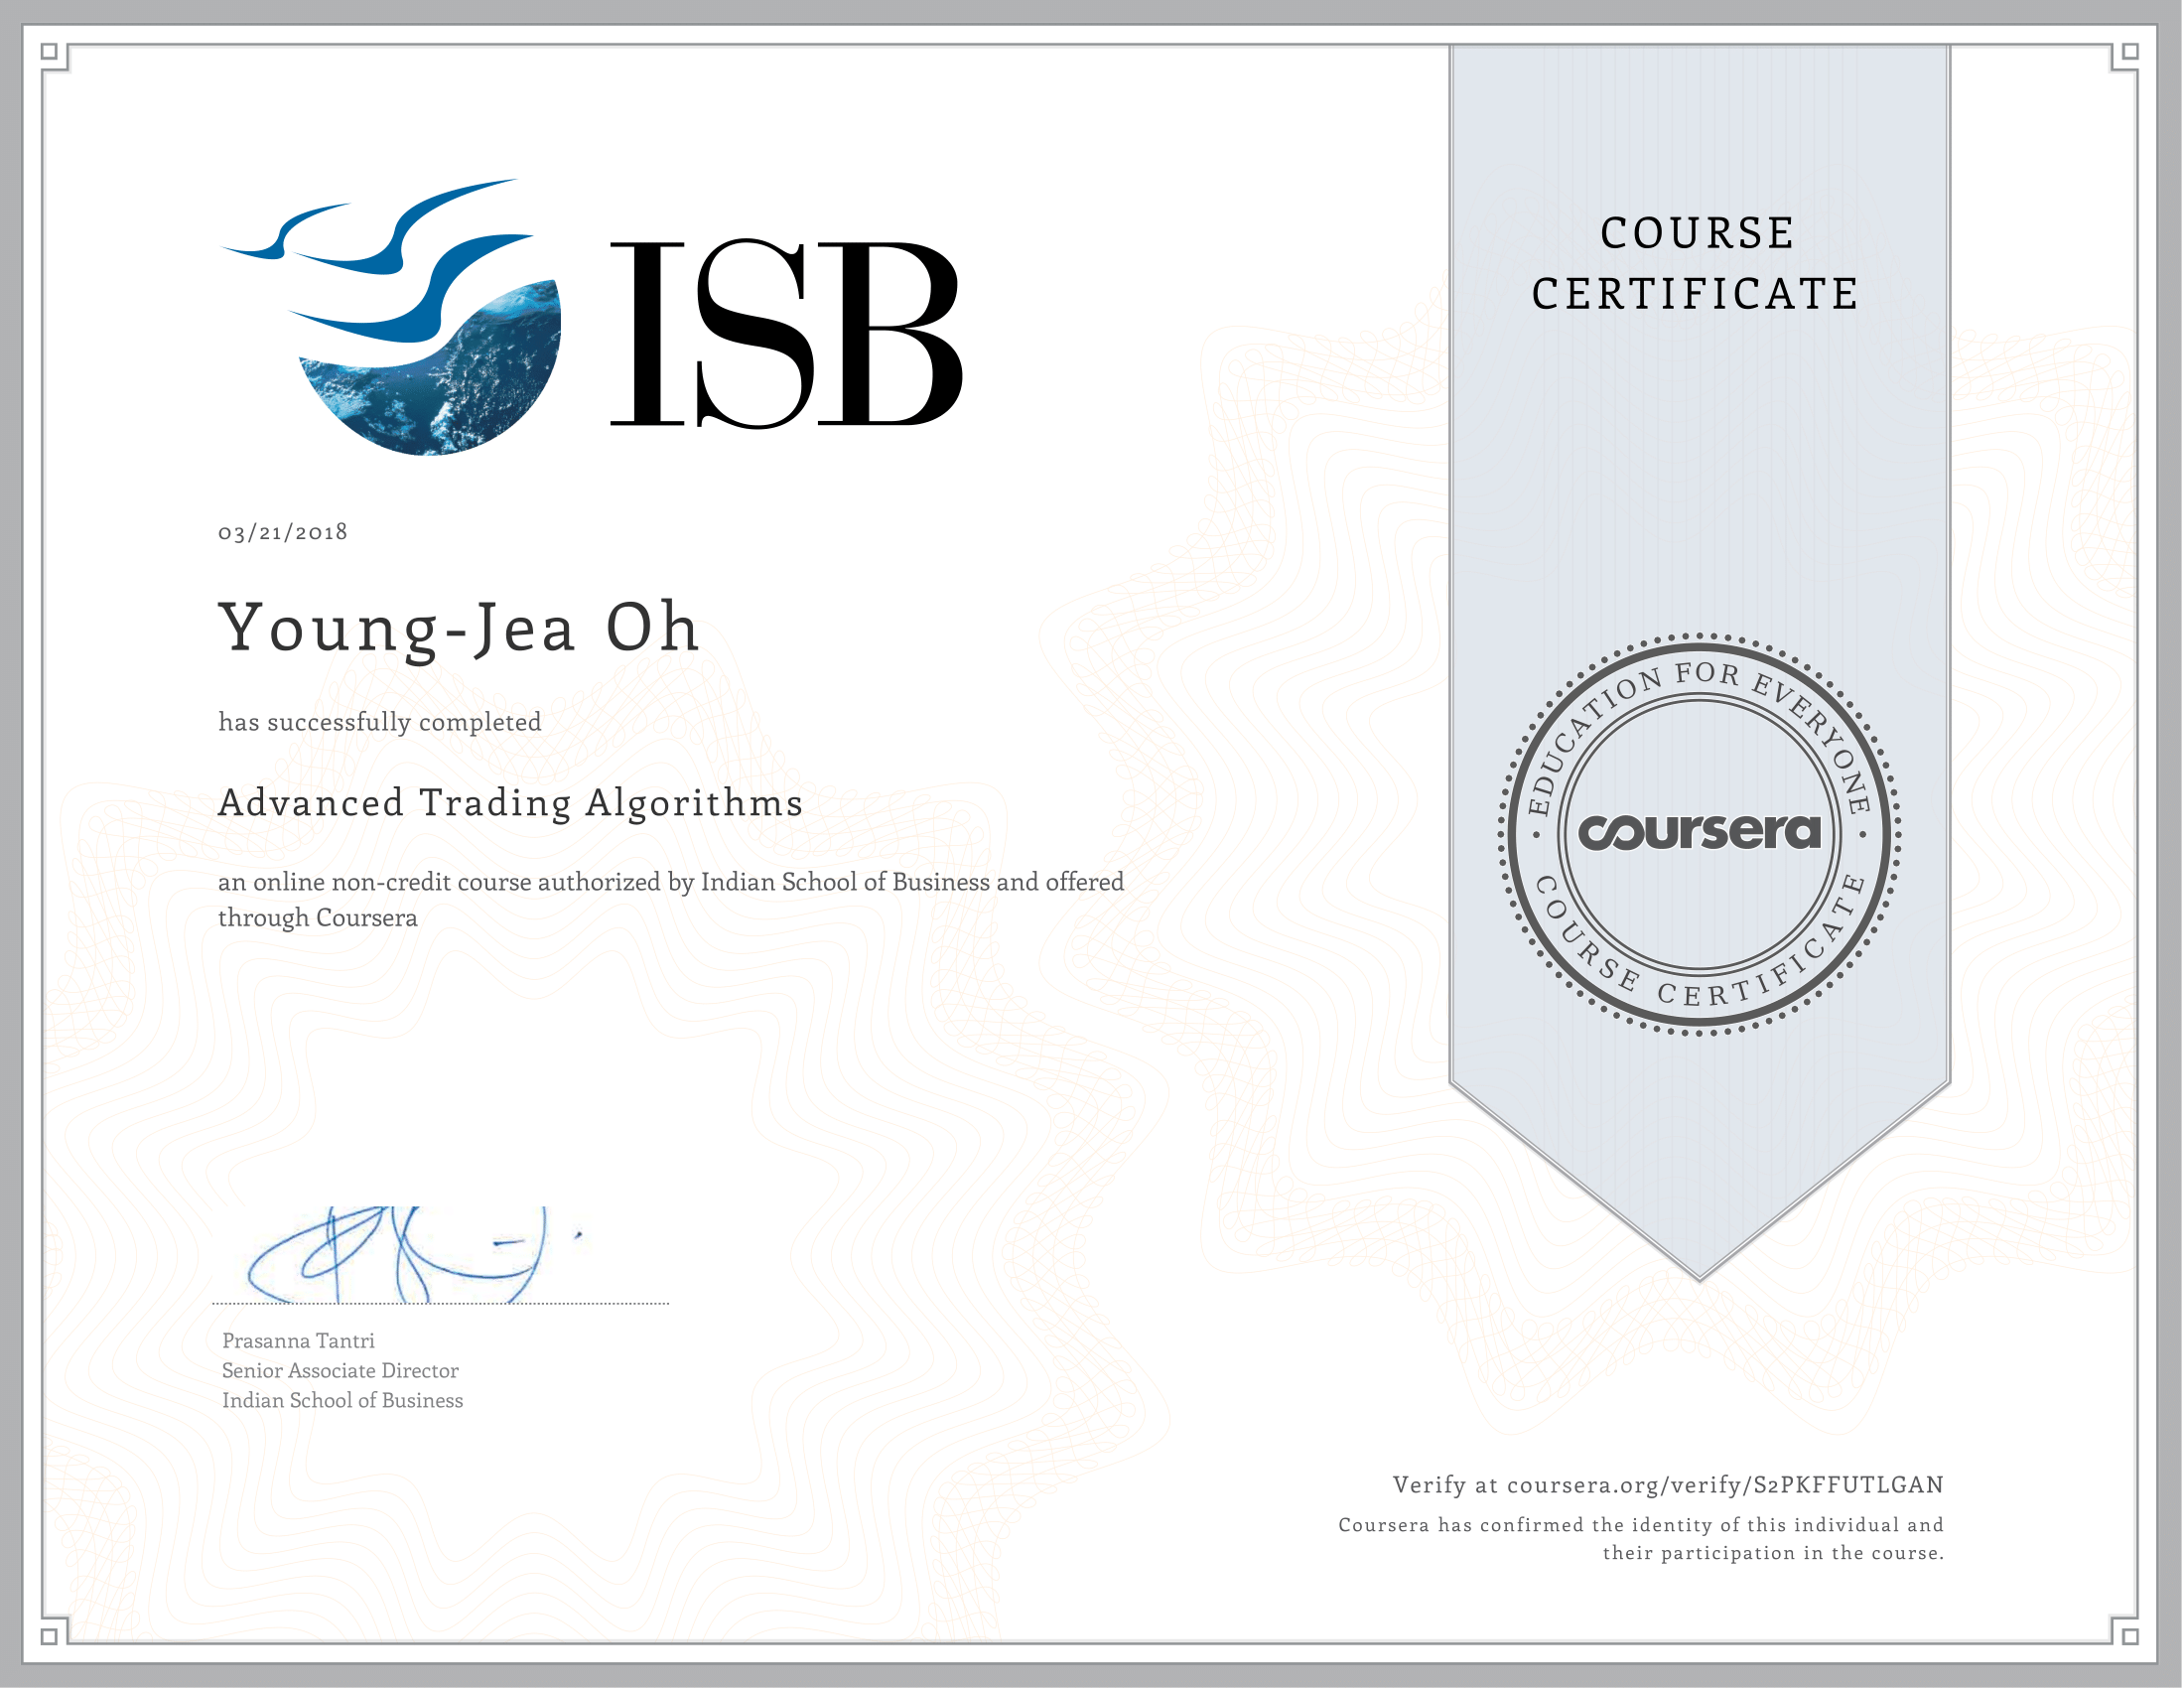 ISB
03/21/2018
Young-Jea Oh
has successfully completed
Advanced Trading Algorithms
an online non-credit course authorized by Indian School of Business and offered
through Coursera
Prasanna Tantri
Senior Associate Director
Indian School of Business
COURSE
CERTIFICATE
EDUCATION FOR EVERYONE
coursera
COURSE CERTIFICATE
Verify at coursera.org/verify/S2PKFFUTLGAN
Coursera has confirmed the identity of this individual and
their participation in the course.